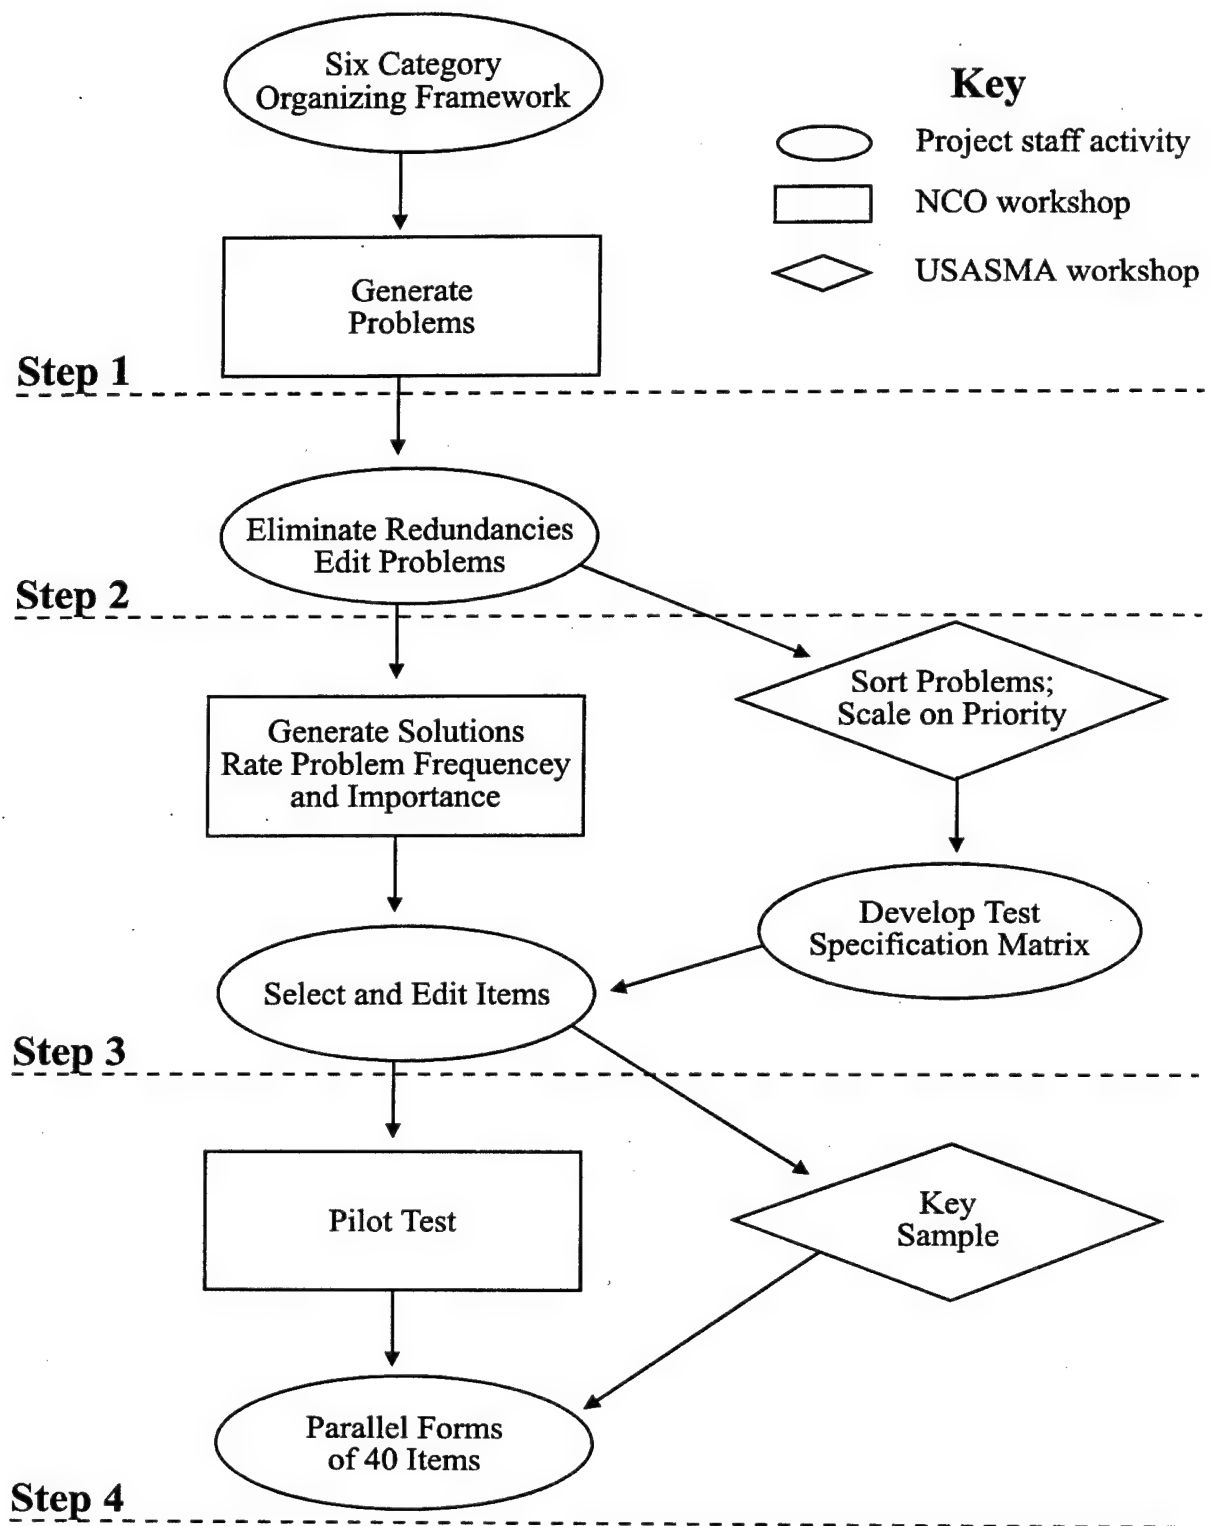 Six Category
Organizing Framework
Key
Project staff activity
NCO workshop
USASMA workshop
Generate
Problems
Step 1
Eliminate Redundancies
Edit Problems
Step 2
Sort Problems;
Scale on Priority
Generate Solutions
Rate Problem Frequencey
and Importance
Develop Test
Specification Matrix
Select and Edit Items
Step 3
Pilot Test
Key
Sample
Parallel Forms
of 40 Items
Step 4